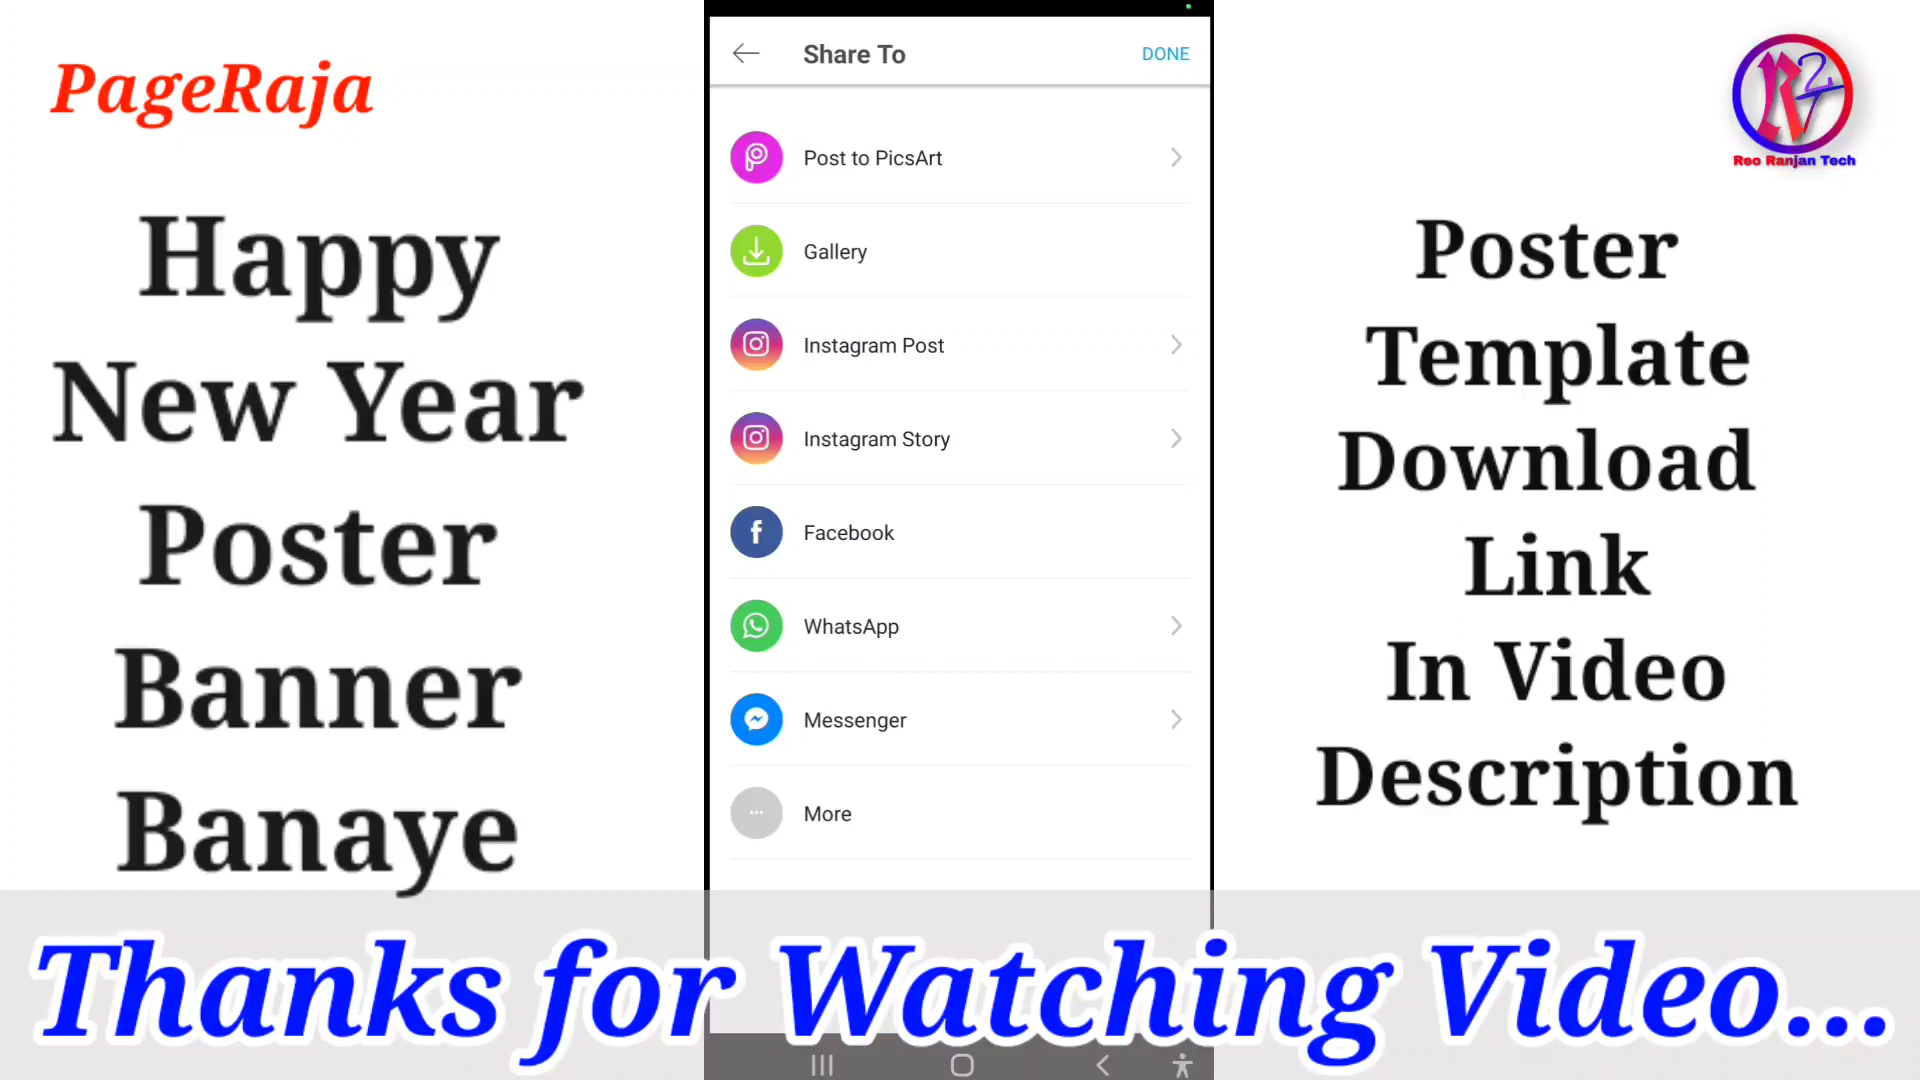 PageRaja
Happy
New Year
Poster
Banner
Banaye
Share To
DONE
Post to PicsArt
Gallery
Instagram Post
Instagram Story
Facebook
WhatsApp
Messenger
More
Reo Ranjan Tech
Poster
Template
Download
Link
In Video
Description
Thanks for Watching Video...